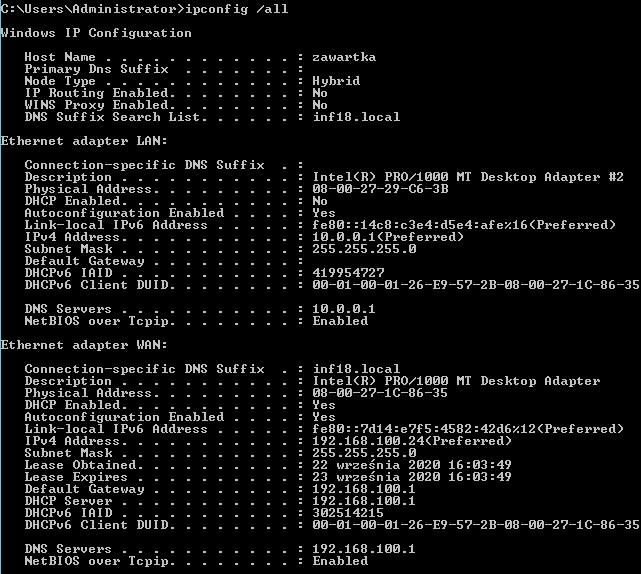 C:\Users\Administrator>ipconfig /all
Windows IP Configuration
Host Name . . . . . . . . . . . . : zawartka
Primary Dns Suffix  . . . . . . . :
Node Type . . . . . . . . . . . . : Hybrid
IP Routing Enabled. . . . . . . . : No
WINS Proxy Enabled. . . . . . . . : No
DNS Suffix Search List. . . . . . : inf18.local
Ethernet adapter LAN:
Connection-specific DNS Suffix  . :
Description . . . . . . . . . . . : Intel(R) PRO/1000 MT Desktop Adapter #2
Physical Address. . . . . . . . . : 08-00-27-29-C6-3B
DHCP Enabled. . . . . . . . . . . : No
Autoconfiguration Enabled . . . . : Yes
Link-local IPv6 Address . . . . . : fe80::14c8:c3e4:d5e4:afe%16(Preferred)
IPv4 Address. . . . . . . . . . . : 10.0.0.1(Preferred)
Subnet Mask . . . . . . . . . . . : 255.255.255.0
Default Gateway . . . . . . . . . :
DHCPv6 IAID . . . . . . . . . . . : 419954727
DHCPv6 Client DUID. . . . . . . . : 00-01-00-01-26-E9-57-2B-08-00-27-1C-86-35
DNS Servers . . . . . . . . . . . : 10.0.0.1
NetBIOS over Tcpip. . . . . . . . : Enabled
Ethernet adapter WAN:
Connection-specific DNS Suffix  . : inf18.local
Description . . . . . . . . . . . : Intel(R) PRO/1000 MT Desktop Adapter
Physical Address. . . . . . . . . : 08-00-27-1C-86-35
DHCP Enabled. . . . . . . . . . . : Yes
Autoconfiguration Enabled . . . . : Yes
Link-local IPv6 Address . . . . . : fe80::7d14:e7f5:4582:42d6%12(Preferred)
IPv4 Address. . . . . . . . . . . : 192.168.100.24(Preferred)
Subnet Mask . . . . . . . . . . . : 255.255.255.0
Lease Obtained. . . . . . . . . . : 22 września 2020 16:03:49
Lease Expires . . . . . . . . . . : 23 września 2020 16:03:49
Default Gateway . . . . . . . . . : 192.168.100.1
DHCP Server . . . . . . . . . . . : 192.168.100.1
DHCPv6 IAID . . . . . . . . . . . : 302514215
DHCPv6 Client DUID. . . . . . . . : 00-01-00-01-26-E9-57-2B-08-00-27-1C-86-35
DNS Servers . . . . . . . . . . . : 192.168.100.1
NetBIOS over Tcpip. . . . . . . . : Enabled